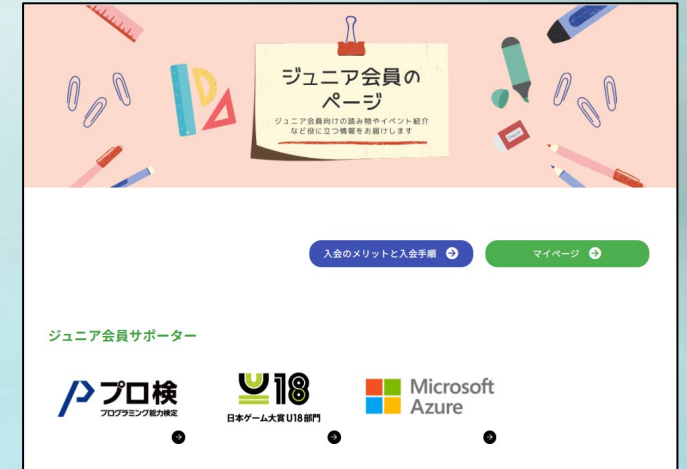 ジュニア会員の
ページ
ジュニア会員向けの読み物やイベント紹介
など役に立つ情報をお届けします
入会のメリットと入会手順
マイページ
ジュニア会員サポーター
プロ検
プログラミング能力検定
U18
日本ゲーム大賞U18部門
Microsoft
Azure